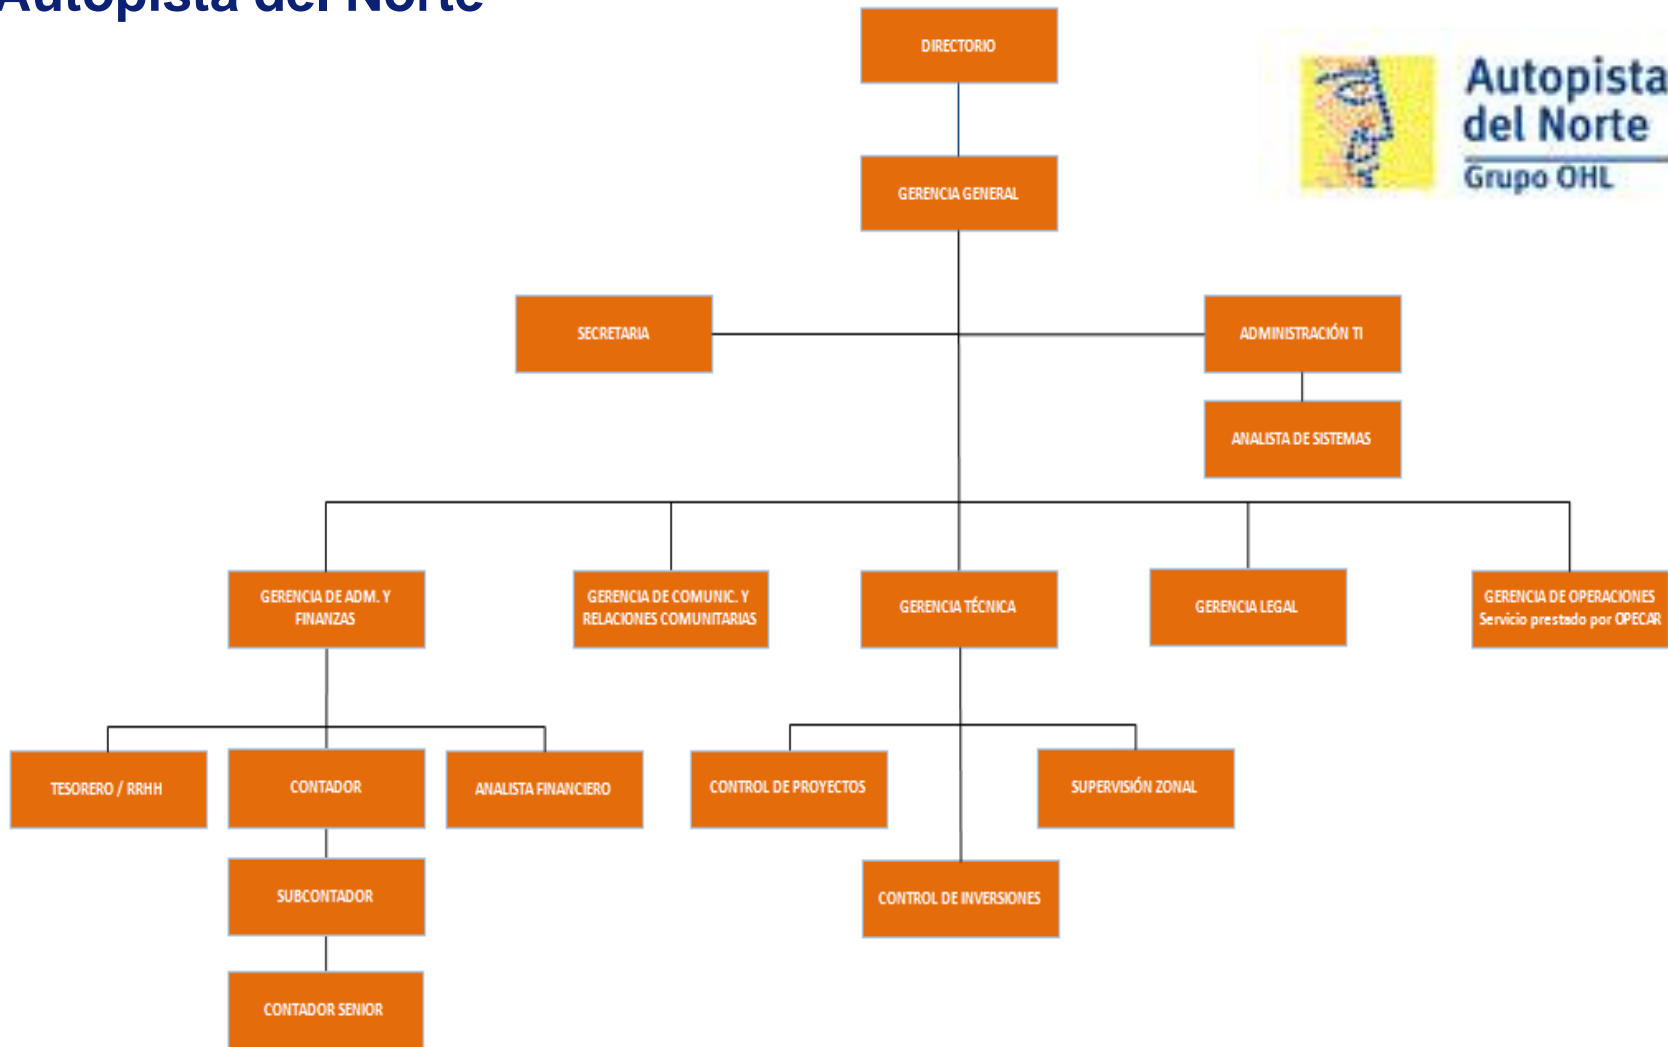 Autopista del Norte
DIRECTORIO
Autopista
del Norte
Grupo OHL
GERENCIA GENERAL
SECRETARIA
ADMINISTRACIÓN TI
ANALISTA DE SISTEMAS
GERENCIA DE ADM. Y
FINANZAS
GERENCIA DE COMUNIC. Y
RELACIONES COMUNITARIAS
GERENCIA TÉCNICA
GERENCIA LEGAL
GERENCIA DE OPERACIONES
Servicio prestado por OPECAR
TESORERO / RRHH
CONTADOR
ANALISTA FINANCIERO
CONTROL DE PROYECTOS
SUPERVISIÓN ZONAL
SUBCONTADOR
CONTROL DE INVERSIONES
CONTADOR SENIOR